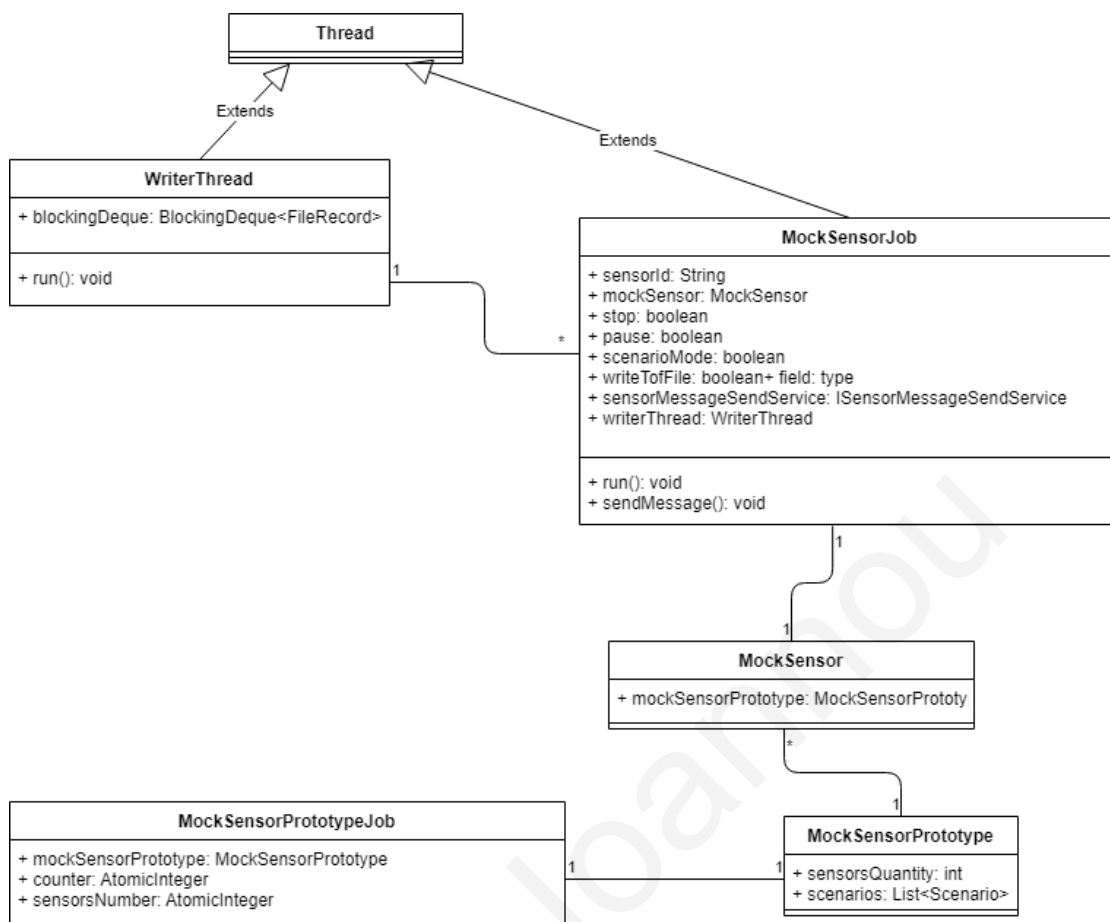 Thread
Extends
Extends
WriterThread
+ blockingDeque: BlockingDeque<FileRecord>
+ run(): void
1
*
MockSensorJob
+ sensorId: String
+ mockSensor: MockSensor
+ stop: boolean
+ pause: boolean
+ scenarioMode: boolean
+ writeTofFile: boolean+ field: type
+ sensorMessageSendService: ISensorMessageSendService
+ writerThread: WriterThread
+ run(): void
+ sendMessage(): void
1
1
MockSensor
+ mockSensorPrototype: MockSensorPrototy
*
1
MockSensorPrototypeJob
+ mockSensorPrototype: MockSensorPrototype
+ counter: AtomicInteger
+ sensorsNumber: AtomicInteger
1
1
MockSensorPrototype
+ sensorsQuantity: int
+ scenarios: List<Scenario>
Ioannou